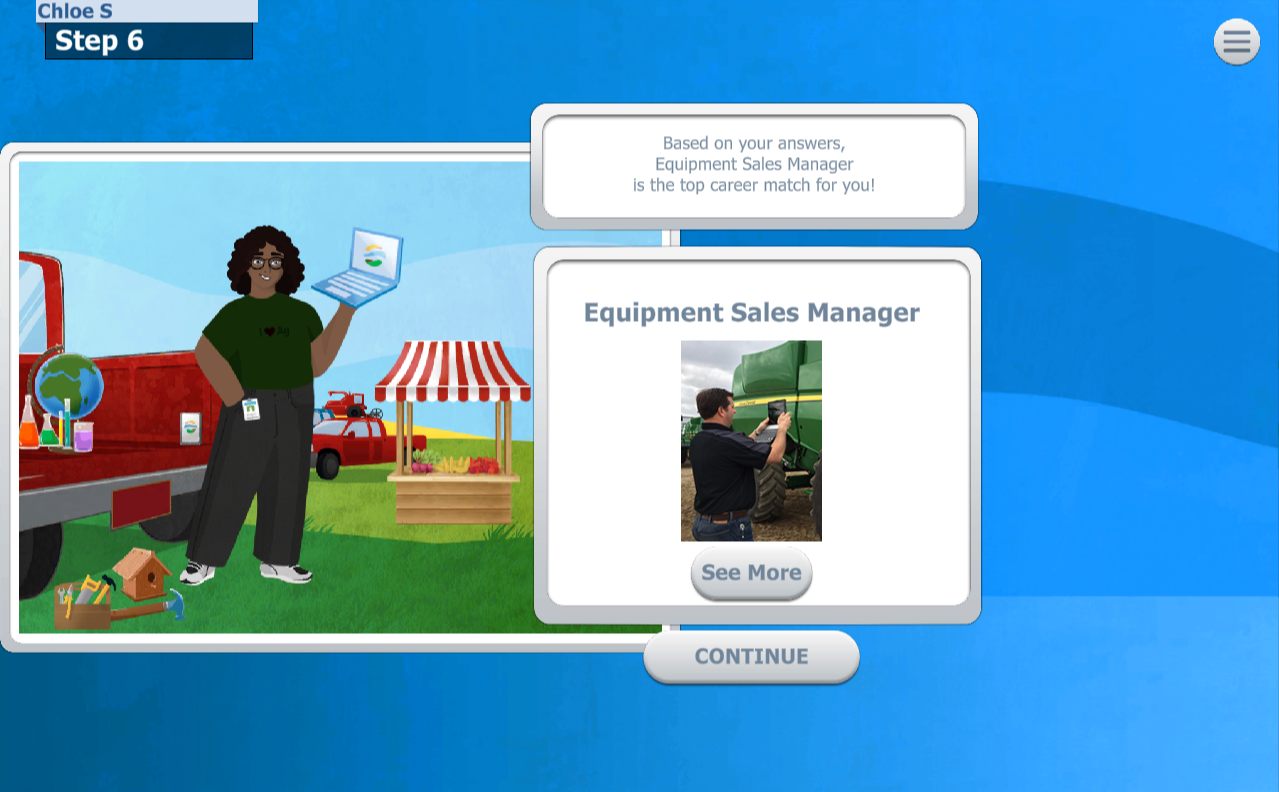 Chloe S
Step 6
Based on your answers,
Equipment Sales Manager
is the top career match for you!
I ♥ Ag
Equipment Sales Manager
See More
CONTINUE